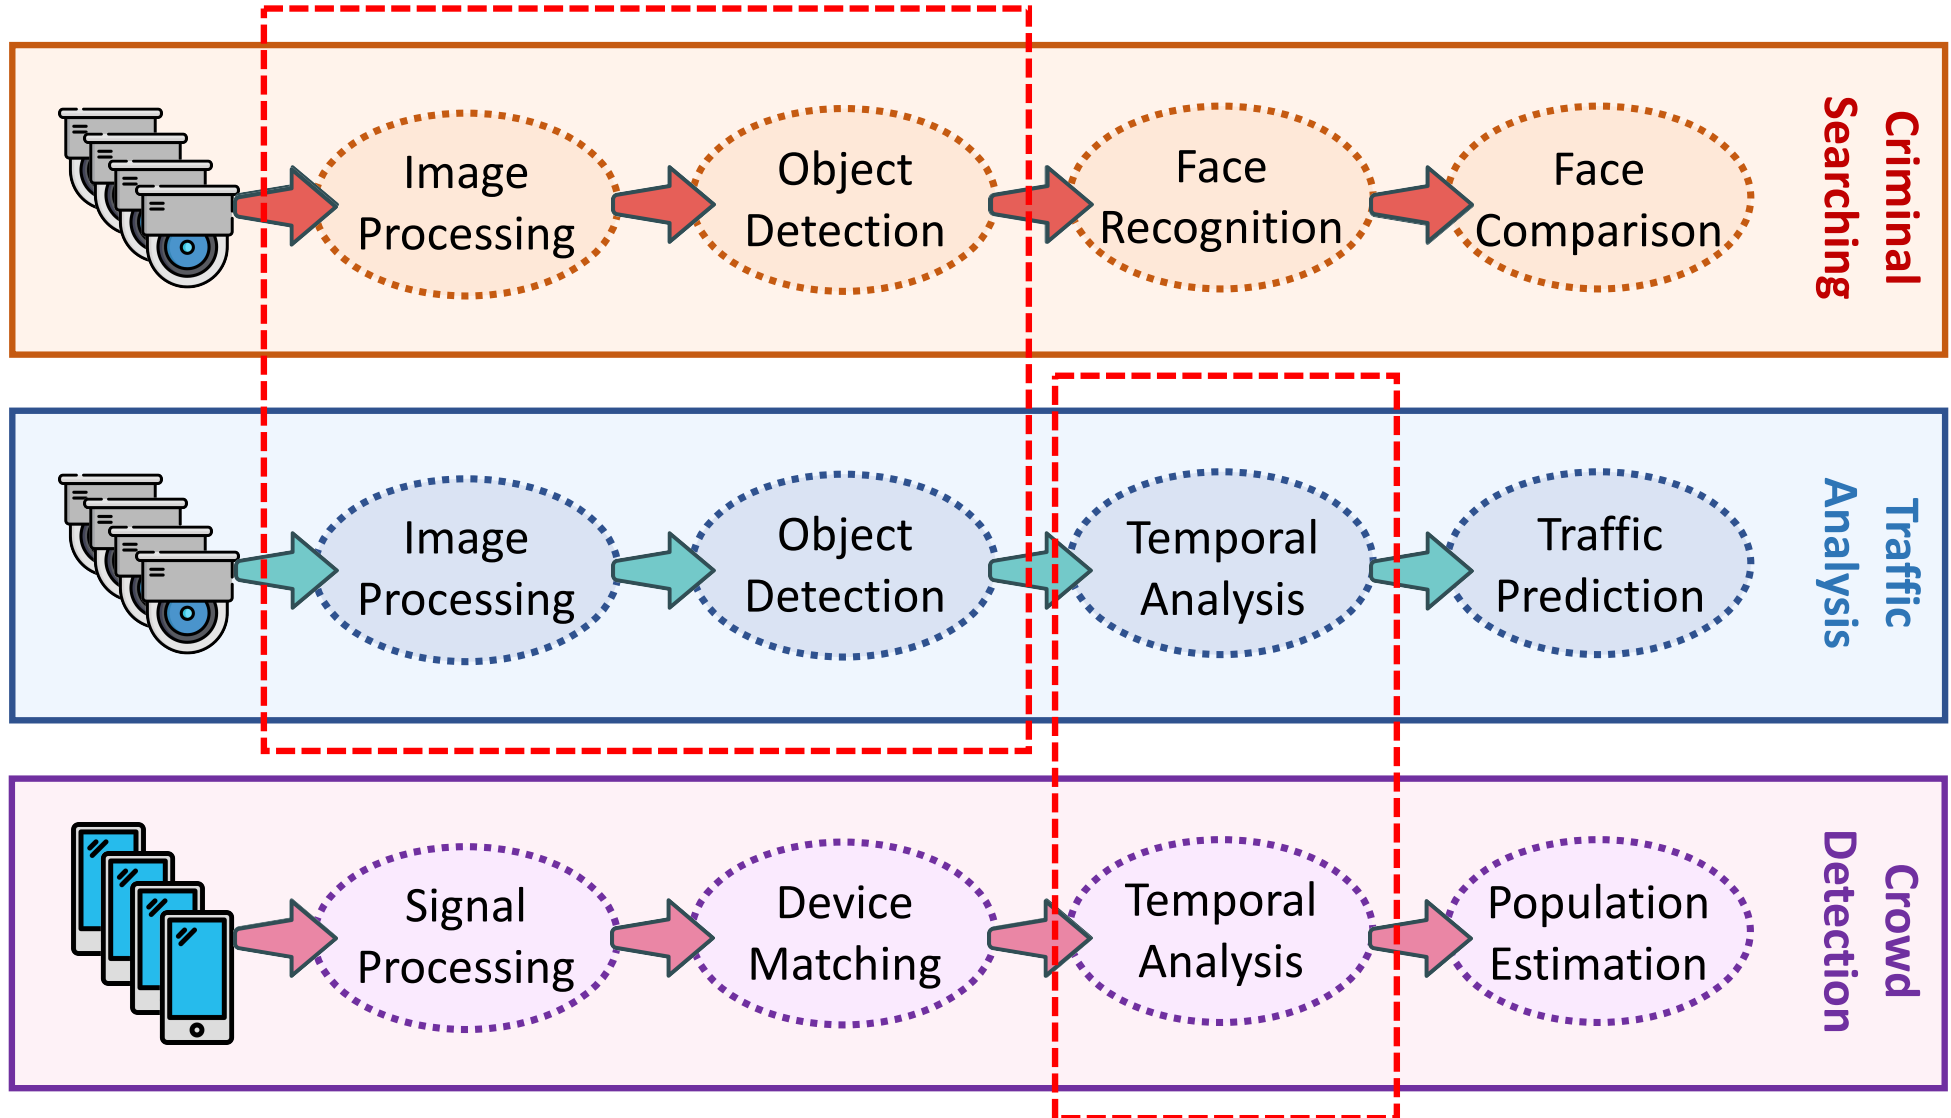 Image
Processing
Object
Detection
Face
Recognition
Face
Comparison
Criminal
Searching
Image
Processing
Object
Detection
Temporal
Analysis
Traffic
Prediction
Traffic
Analysis
Signal
Processing
Device
Matching
Temporal
Analysis
Population
Estimation
Crowd
Detection